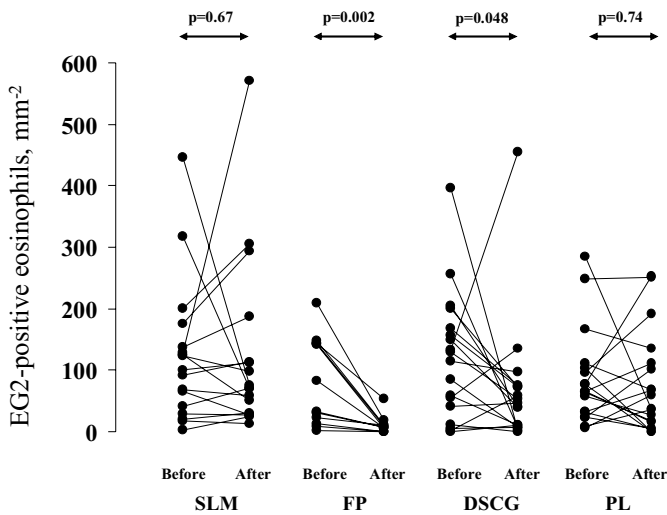 p=0.67 p=0.002 p=0.048 p=0.74
EG2-positive eosinophils, mm⁻²
600
500
400
300
200
100
0
Before After Before After Before After Before After
SLM FP DSCG PL